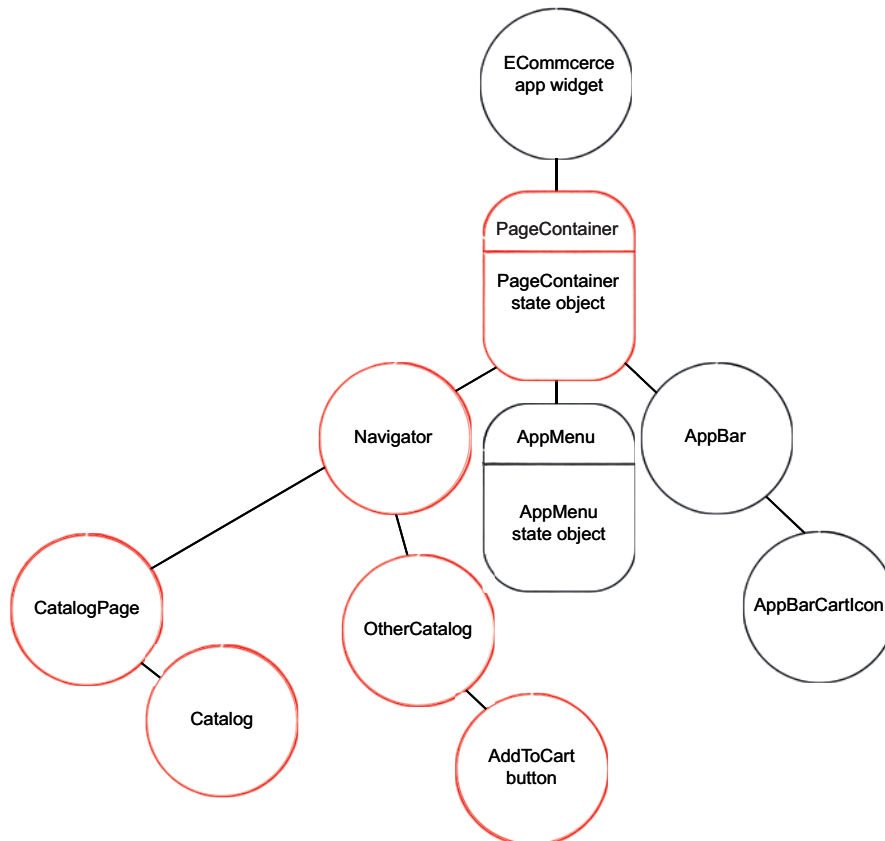 ECommcerce
app widget
PageContainer
PageContainer
state object
Navigator
AppMenu
AppBar
AppMenu
state object
CatalogPage
OtherCatalog
AppBarCartIcon
Catalog
AddToCart
button